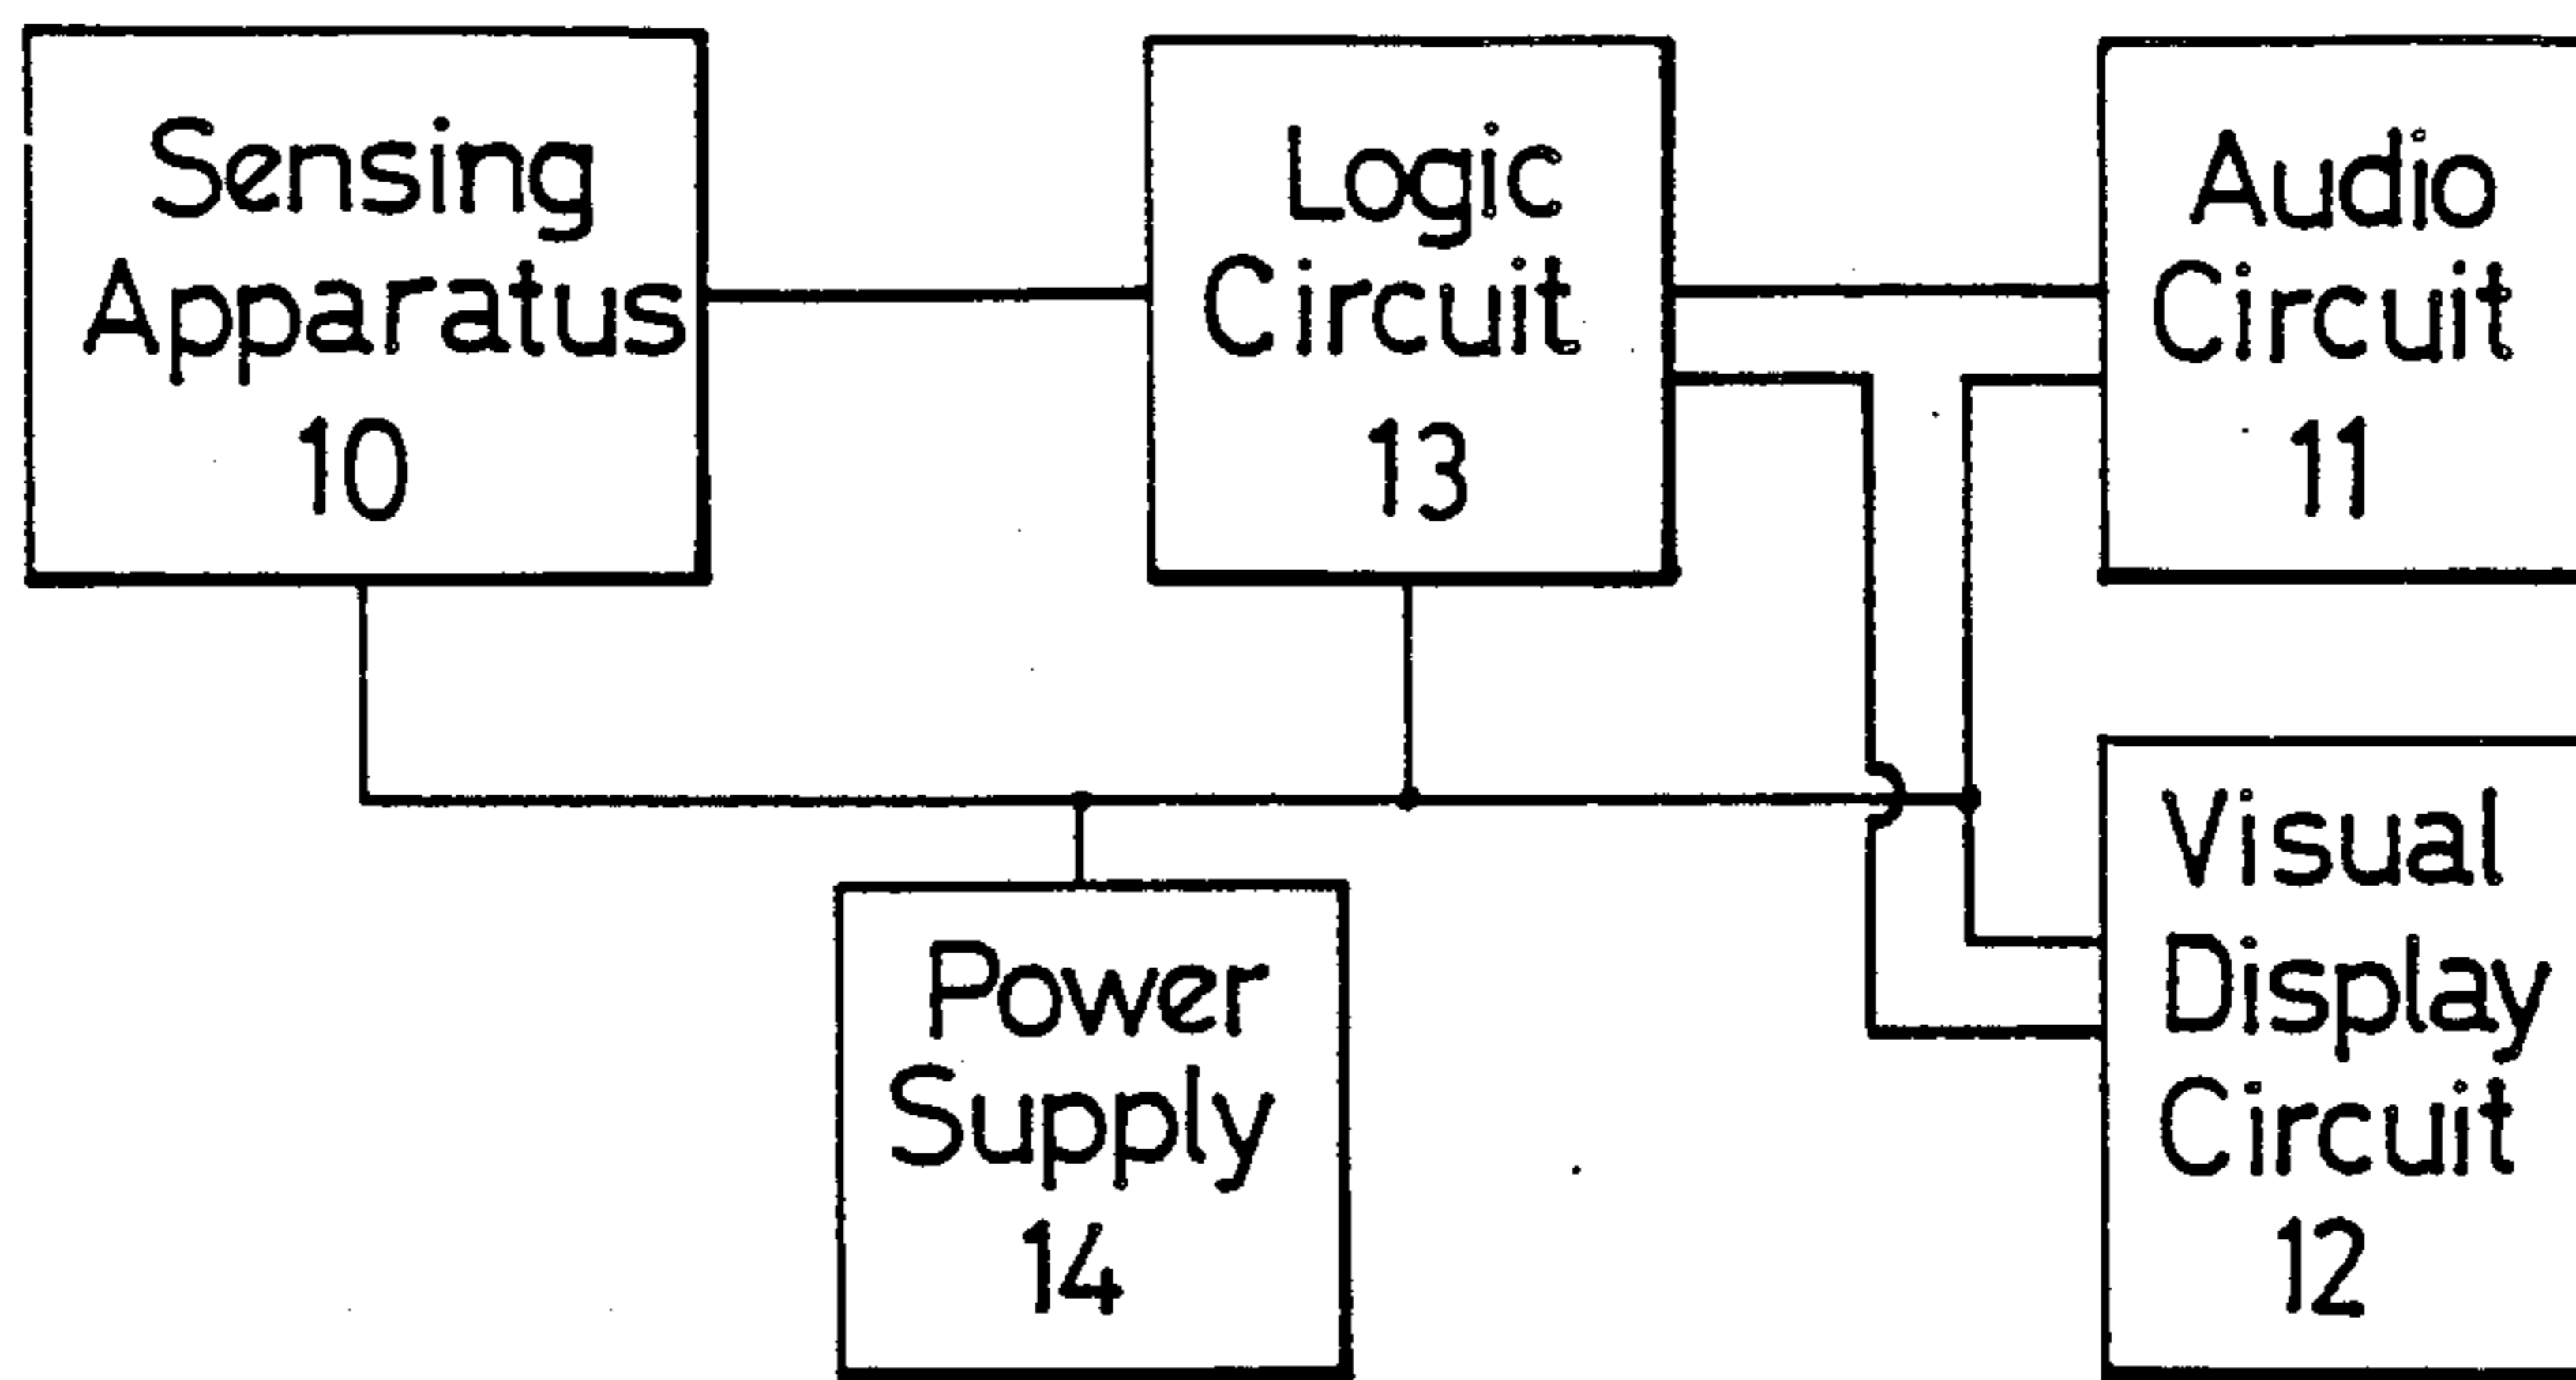 Sensing
Apparatus
10
Logic
Circuit
13
Audio
Circuit
11
Power
Supply
14
Visual
Display
Circuit
12